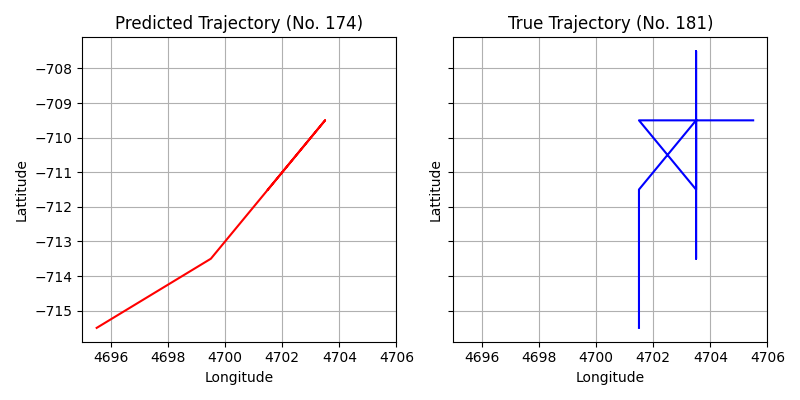 Predicted Trajectory (No. 174)
True Trajectory (No. 181)
−708
−709
−710
−711
−712
−713
−714
−715
Lattitude
Lattitude
4696 4698 4700 4702 4704 4706
4696 4698 4700 4702 4704 4706
Longitude
Longitude